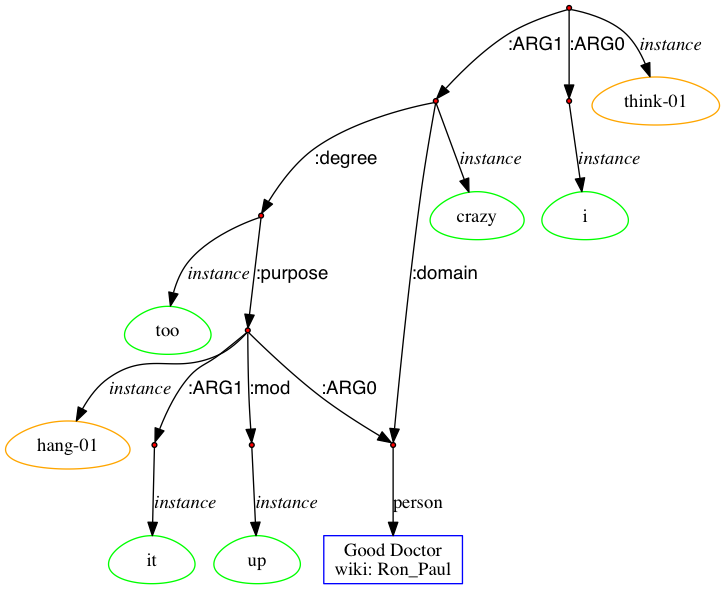 :ARG1 :ARG0 instance
think-01
:degree instance instance
crazy i
instance :purpose :domain
too
instance :ARG1 :mod :ARG0
hang-01
instance instance person
it up Good Doctor
wiki: Ron_Paul